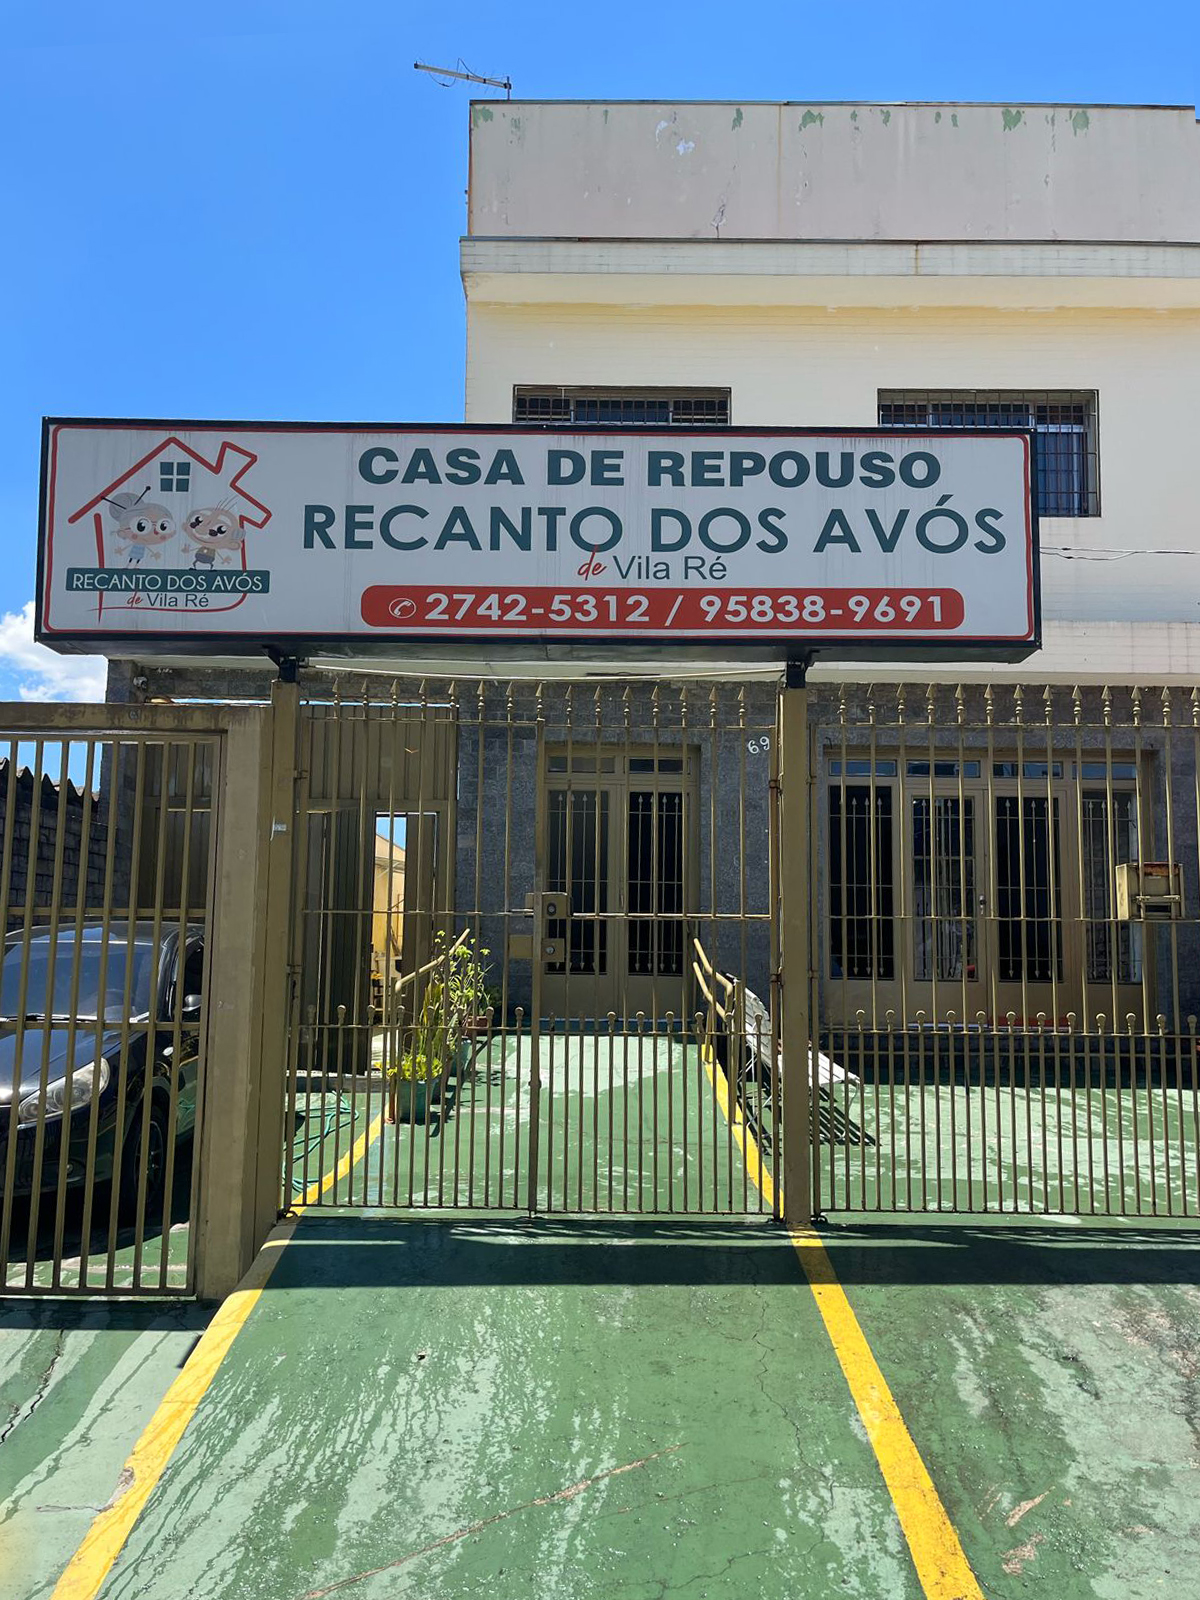 CASA DE REPOUSO
RECANTO DOS AVÓS
de Vila Ré
2742-5312 / 95838-9691
RECANTO DOS AVÓS
de Vila Ré
69